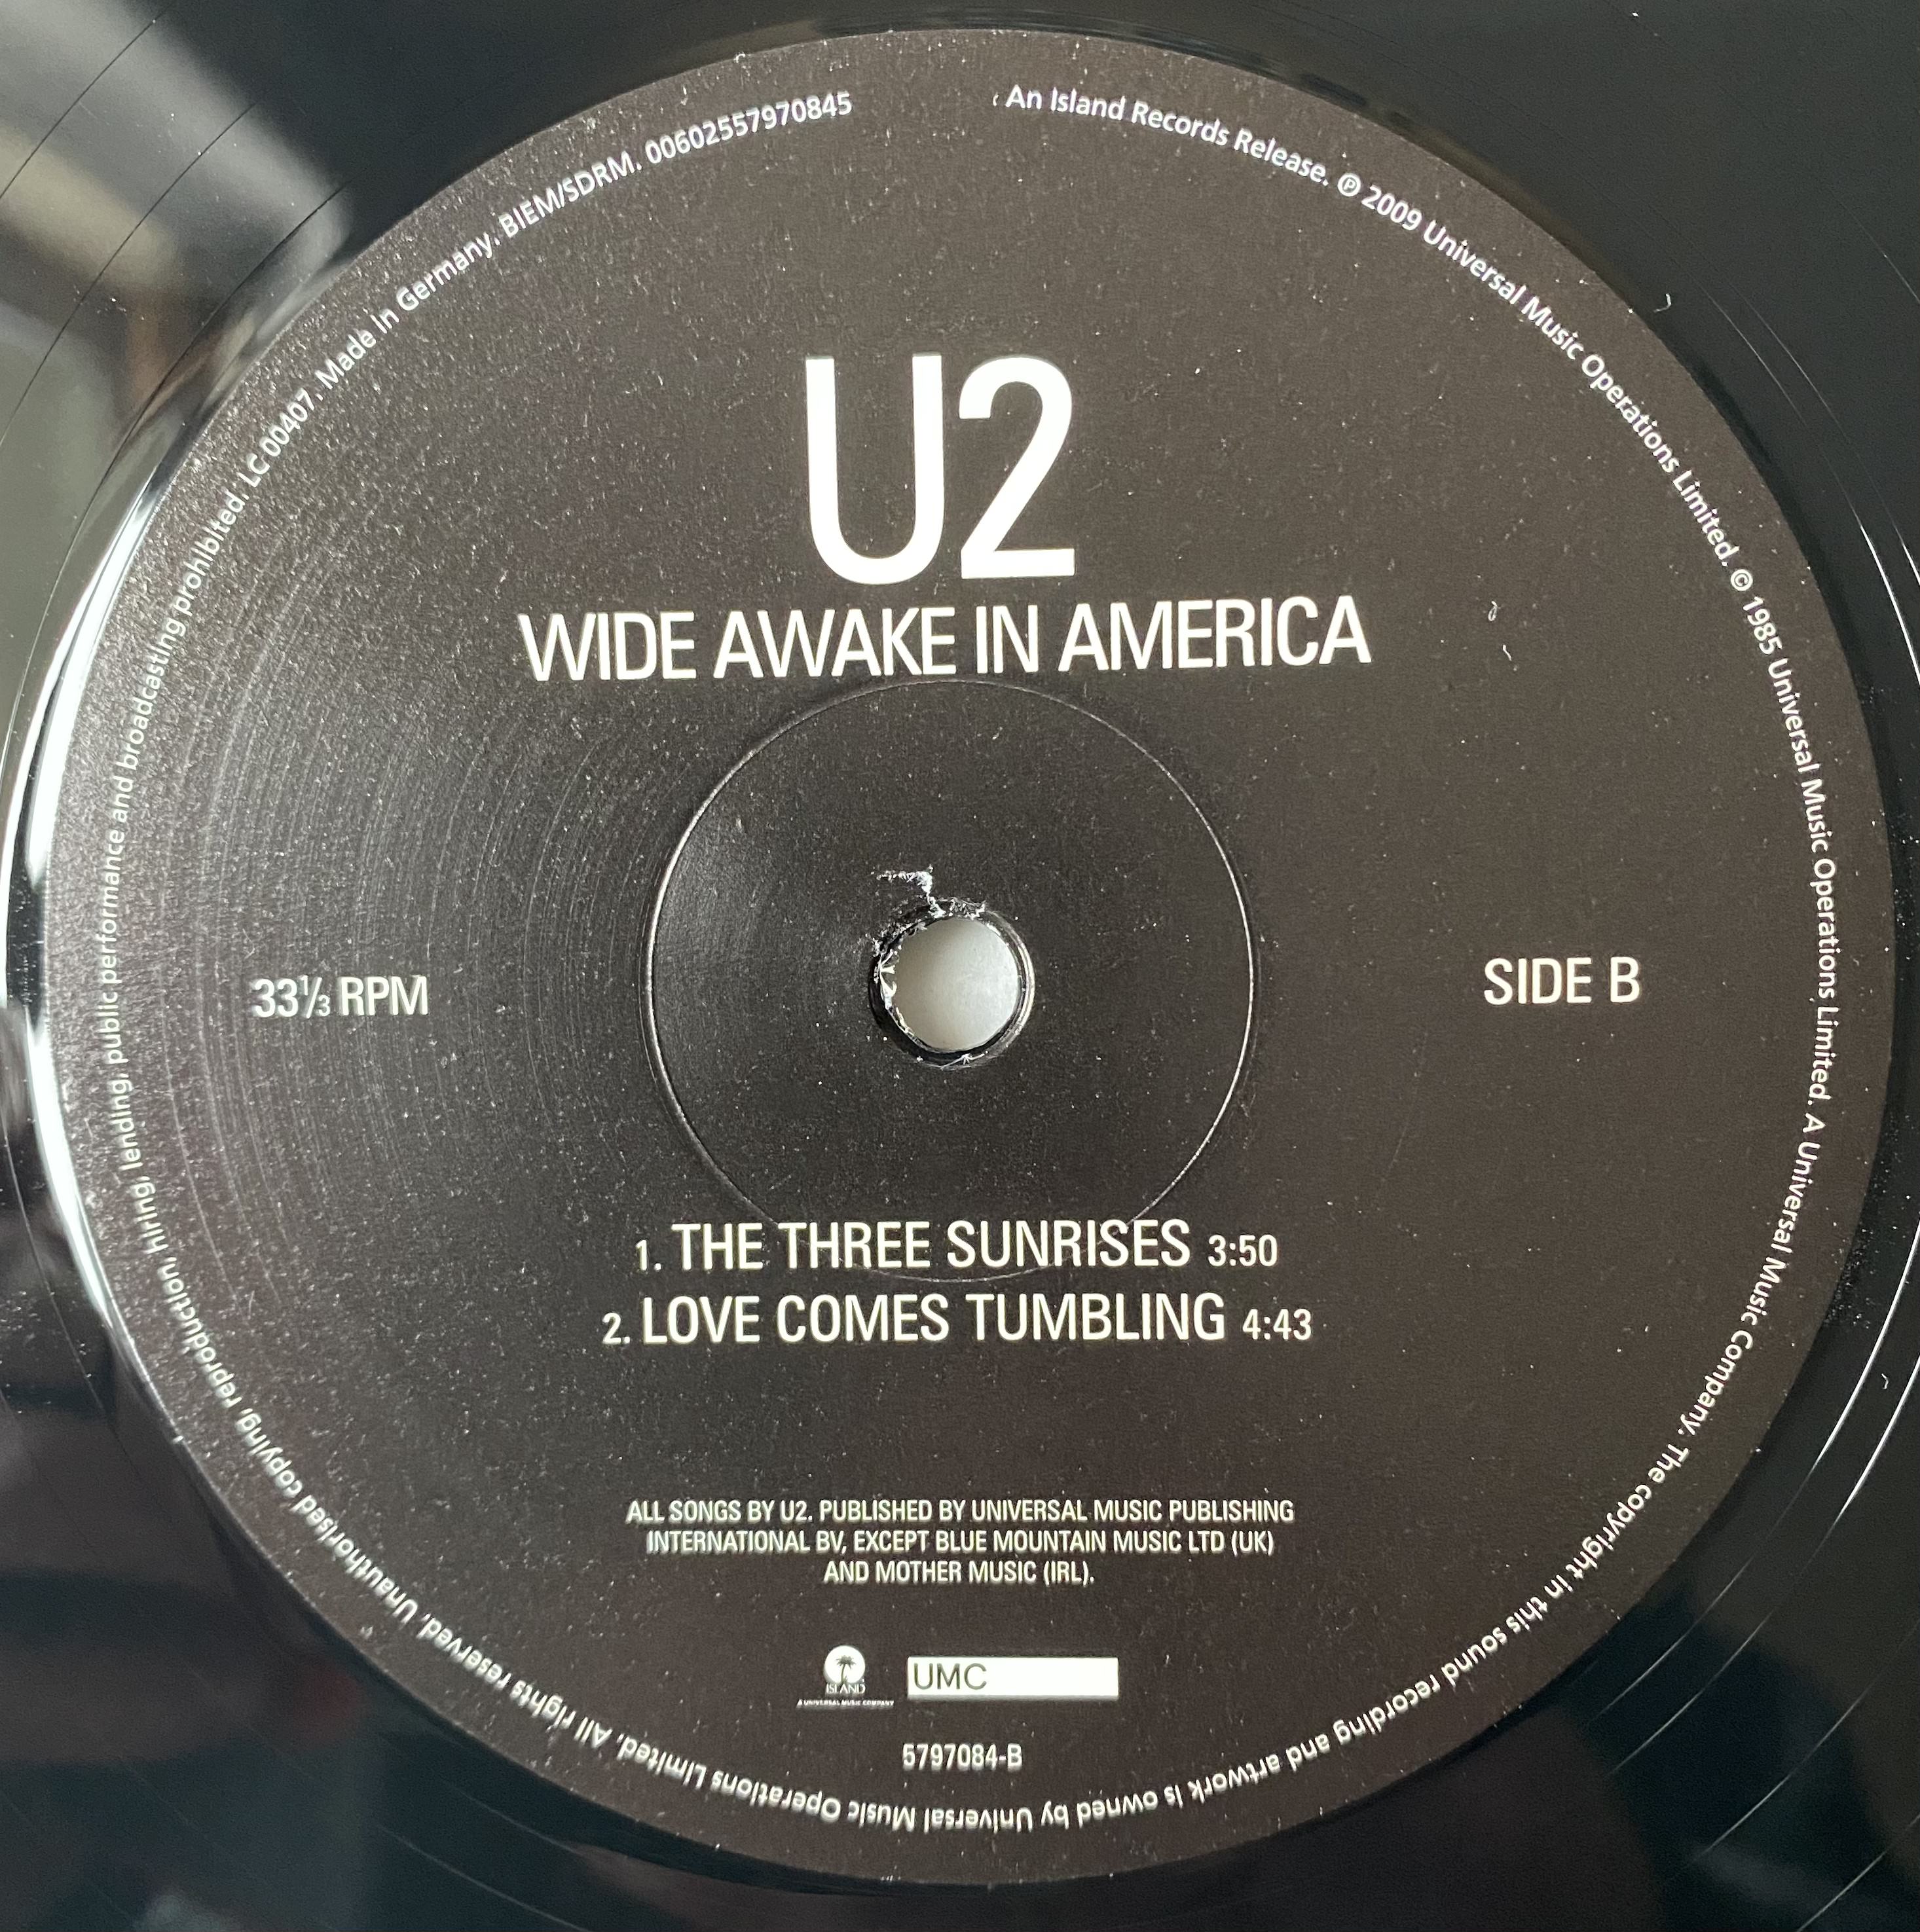 An Island Records Release. ℗ 2009 Universal Music Operations Limited. © 1985 Universal Music Operations Limited. A Universal Music Company. The copyright in this sound recording and artwork is owned by Universal Music Operations Limited. All rights reserved. Unauthorised copying, reproduction, hiring, lending, public performance and broadcasting prohibited. LC 00407. Made in Germany. BIEM/SDRM. 00602557970845
U2
WIDE AWAKE IN AMERICA
33⅓ RPM
SIDE B
1. THE THREE SUNRISES 3:50
2. LOVE COMES TUMBLING 4:43
ALL SONGS BY U2. PUBLISHED BY UNIVERSAL MUSIC PUBLISHING
INTERNATIONAL BV, EXCEPT BLUE MOUNTAIN MUSIC LTD (UK)
AND MOTHER MUSIC (IRL).
ISLAND
A UNIVERSAL MUSIC COMPANY
UMC
5797084-B